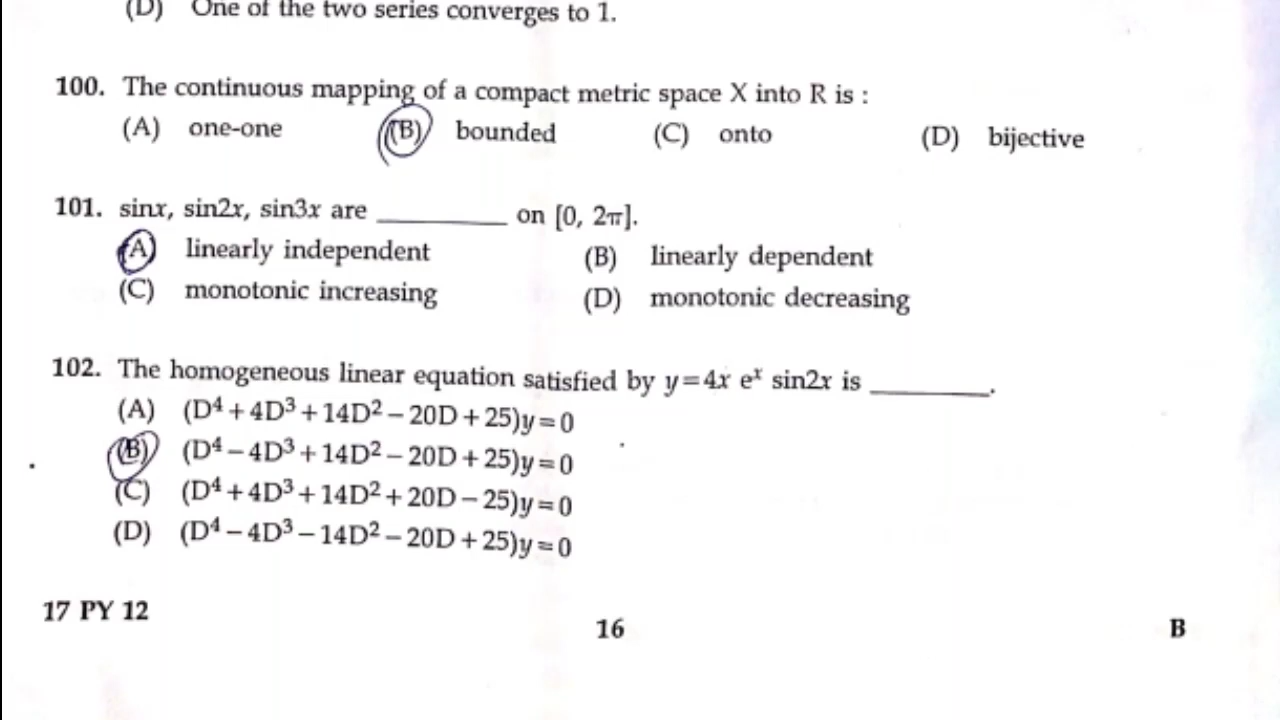 (D) One of the two series converges to 1.
100. The continuous mapping of a compact metric space X into R is :
(A) one-one (B) bounded (C) onto (D) bijective
101. sinx, sin2x, sin3x are ________ on [0, 2π].
(A) linearly independent (B) linearly dependent
(C) monotonic increasing (D) monotonic decreasing
102. The homogeneous linear equation satisfied by y=4x eˣ sin2x is ________.
(A) (D⁴+4D³+14D²−20D+25)y=0
(B) (D⁴−4D³+14D²−20D+25)y=0
(C) (D⁴+4D³+14D²+20D−25)y=0
(D) (D⁴−4D³−14D²−20D+25)y=0
17 PY 12 16 B